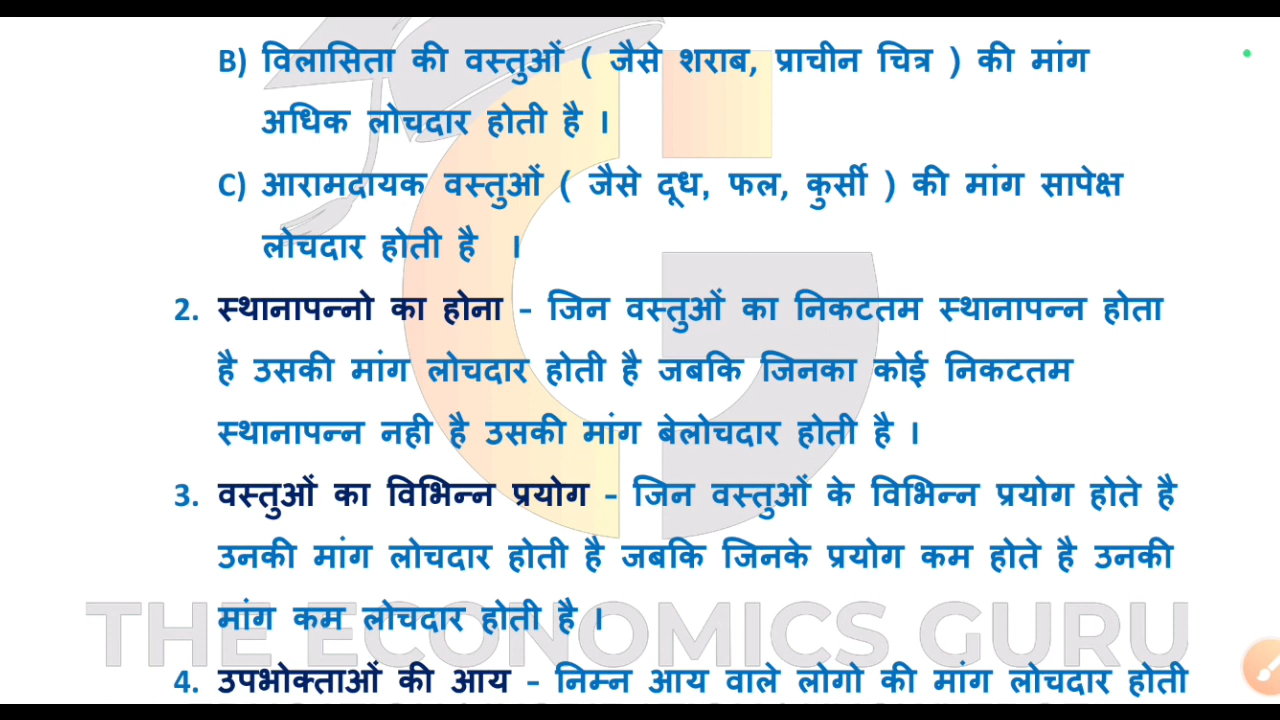 B) विलासिता की वस्तुओं ( जैसे शराब, प्राचीन चित्र ) की मांग
अधिक लोचदार होती है ।
C) आरामदायक वस्तुओं ( जैसे दूध, फल, कुर्सी ) की मांग सापेक्ष
लोचदार होती है ।
2. स्थानापन्नो का होना – जिन वस्तुओं का निकटतम स्थानापन्न होता
है उसकी मांग लोचदार होती है जबकि जिनका कोई निकटतम
स्थानापन्न नही है उसकी मांग बेलोचदार होती है ।
3. वस्तुओं का विभिन्न प्रयोग – जिन वस्तुओं के विभिन्न प्रयोग होते है
उनकी मांग लोचदार होती है जबकि जिनके प्रयोग कम होते है उनकी
मांग कम लोचदार होती है ।
THE ECONOMICS GURU
4. उपभोक्ताओं की आय – निम्न आय वाले लोगो की मांग लोचदार होती